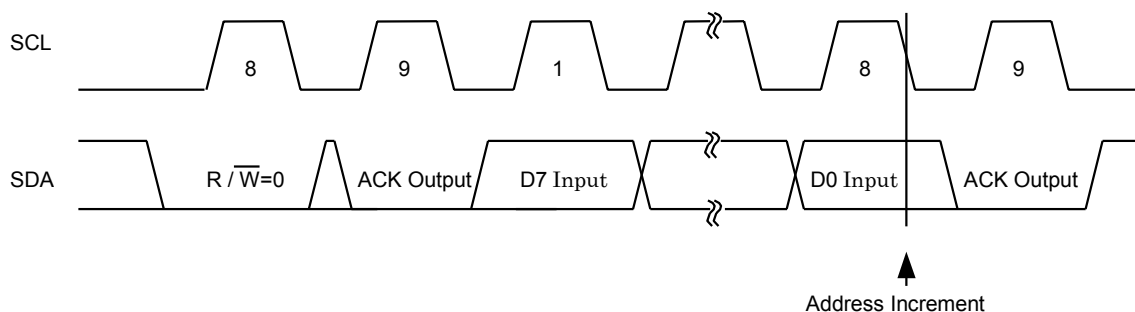 SCL
8 9 1 8 9
SDA
R / W̅=0 ACK Output D7 Input D0 Input ACK Output
Address Increment